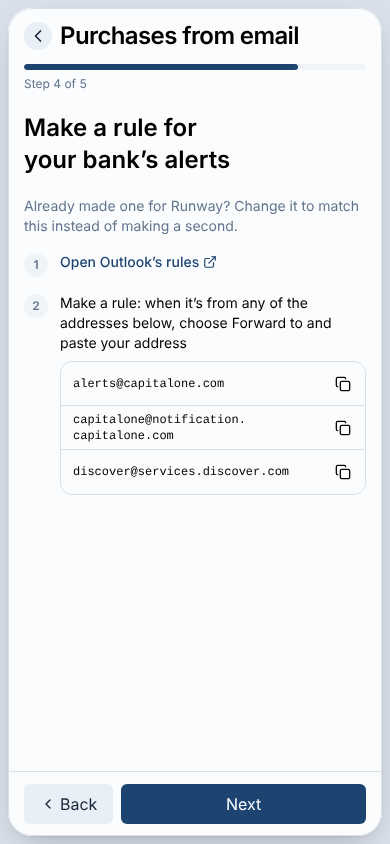 Purchases from email
Step 4 of 5
Make a rule for
your bank’s alerts
Already made one for Runway? Change it to match
this instead of making a second.
1 Open Outlook’s rules
2 Make a rule: when it’s from any of the
addresses below, choose Forward to and
paste your address
alerts@capitalone.com
capitalone@notification.
capitalone.com
discover@services.discover.com
Back Next